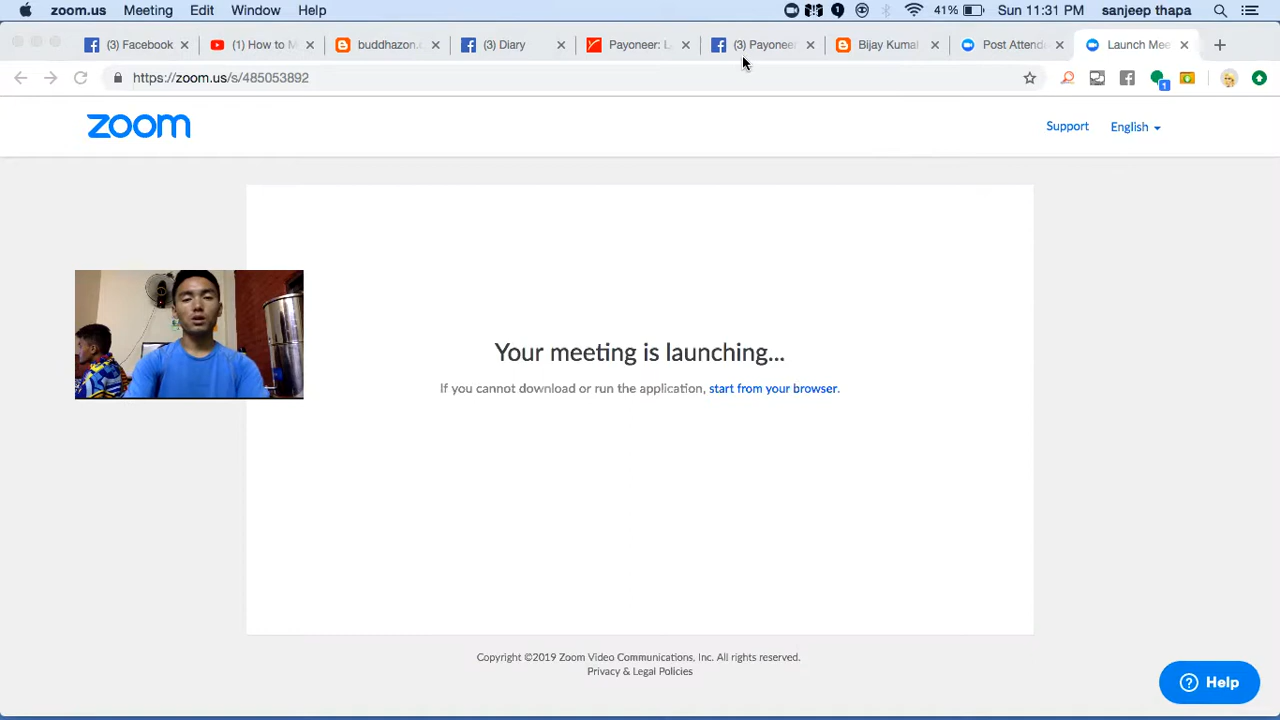 zoom.us Meeting Edit Window Help 41% Sun 11:31 PM sanjeep thapa
(3) Facebook (1) How to M buddhazon.c (3) Diary Payoneer: L (3) Payoneer Bijay Kumar Post Attend Launch Mee
https://zoom.us/s/485053892
1
zoom
Support English
Your meeting is launching...
If you cannot download or run the application, start from your browser.
Copyright ©2019 Zoom Video Communications, Inc. All rights reserved.
Privacy & Legal Policies
Help